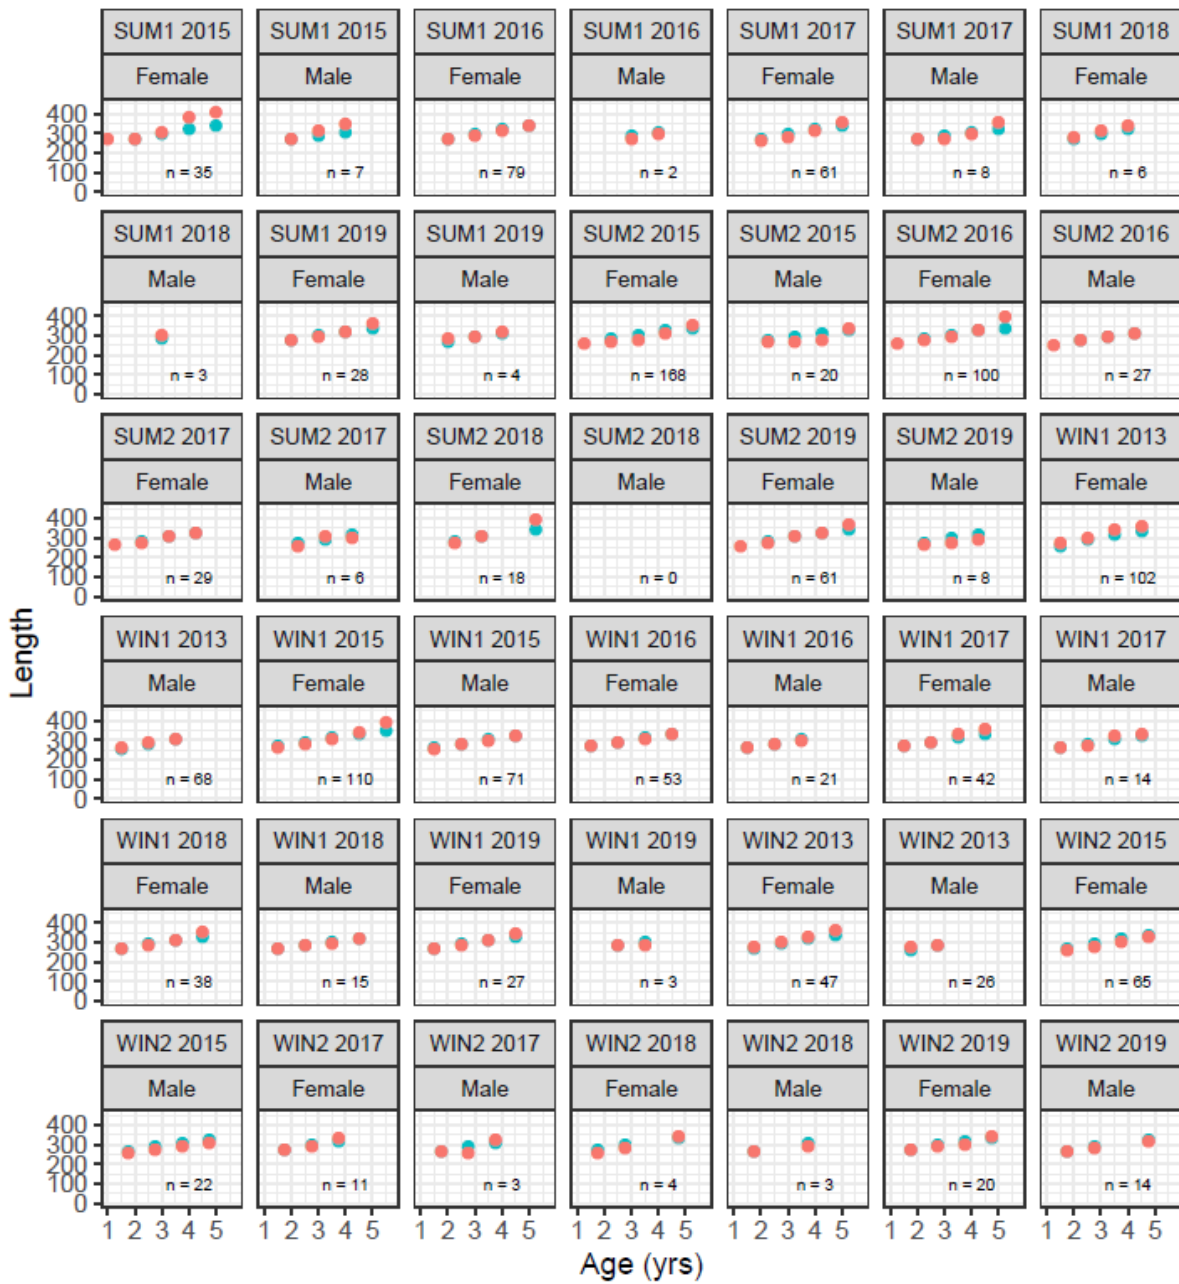 SUM1 2015 SUM1 2015 SUM1 2016 SUM1 2016 SUM1 2017 SUM1 2017 SUM1 2018
Female Male Female Male Female Male Female
400
300
200
100
0
n = 35 n = 7 n = 79 n = 2 n = 61 n = 8 n = 6
SUM1 2018 SUM1 2019 SUM1 2019 SUM2 2015 SUM2 2015 SUM2 2016 SUM2 2016
Male Female Male Female Male Female Male
400
300
200
100
0
n = 3 n = 28 n = 4 n = 168 n = 20 n = 100 n = 27
SUM2 2017 SUM2 2017 SUM2 2018 SUM2 2018 SUM2 2019 SUM2 2019 WIN1 2013
Female Male Female Male Female Male Female
400
300
200
100
0
n = 29 n = 6 n = 18 n = 0 n = 61 n = 8 n = 102
Length
WIN1 2013 WIN1 2015 WIN1 2015 WIN1 2016 WIN1 2016 WIN1 2017 WIN1 2017
Male Female Male Female Male Female Male
400
300
200
100
0
n = 68 n = 110 n = 71 n = 53 n = 21 n = 42 n = 14
WIN1 2018 WIN1 2018 WIN1 2019 WIN1 2019 WIN2 2013 WIN2 2013 WIN2 2015
Female Male Female Male Female Male Female
400
300
200
100
0
n = 38 n = 15 n = 27 n = 3 n = 47 n = 26 n = 65
WIN2 2015 WIN2 2017 WIN2 2017 WIN2 2018 WIN2 2018 WIN2 2019 WIN2 2019
Male Female Male Female Male Female Male
400
300
200
100
0
n = 22 n = 11 n = 3 n = 4 n = 3 n = 20 n = 14
1 2 3 4 5 1 2 3 4 5 1 2 3 4 5 1 2 3 4 5 1 2 3 4 5 1 2 3 4 5 1 2 3 4 5
Age (yrs)